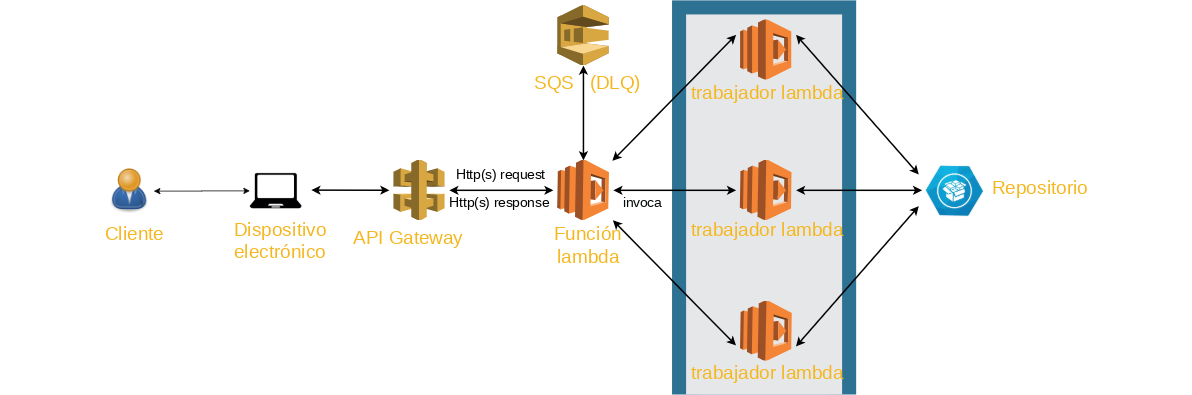 SQS (DLQ)
trabajador lambda
Http(s) request
Http(s) response
invoca
Repositorio
Cliente
Dispositivo
electrónico
API Gateway
Función
lambda
trabajador lambda
trabajador lambda